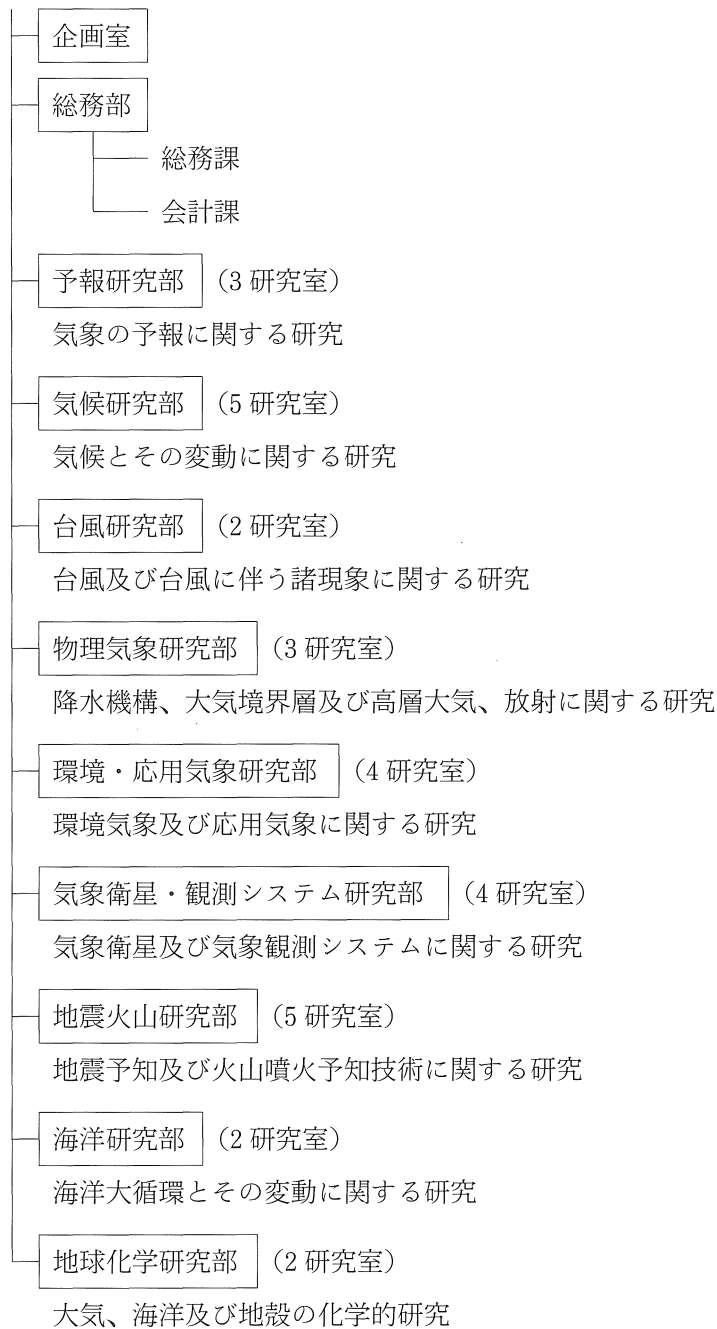 企画室
総務部
総務課
会計課
予報研究部 （3 研究室）
気象の予報に関する研究
気候研究部 （5 研究室）
気候とその変動に関する研究
台風研究部 （2 研究室）
台風及び台風に伴う諸現象に関する研究
物理気象研究部 （3 研究室）
降水機構、大気境界層及び高層大気、放射に関する研究
環境・応用気象研究部 （4 研究室）
環境気象及び応用気象に関する研究
気象衛星・観測システム研究部 （4 研究室）
気象衛星及び気象観測システムに関する研究
地震火山研究部 （5 研究室）
地震予知及び火山噴火予知技術に関する研究
海洋研究部 （2 研究室）
海洋大循環とその変動に関する研究
地球化学研究部 （2 研究室）
大気、海洋及び地殻の化学的研究